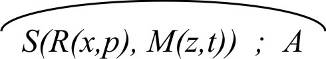 S(R(x,p), M(z,t)) ; A